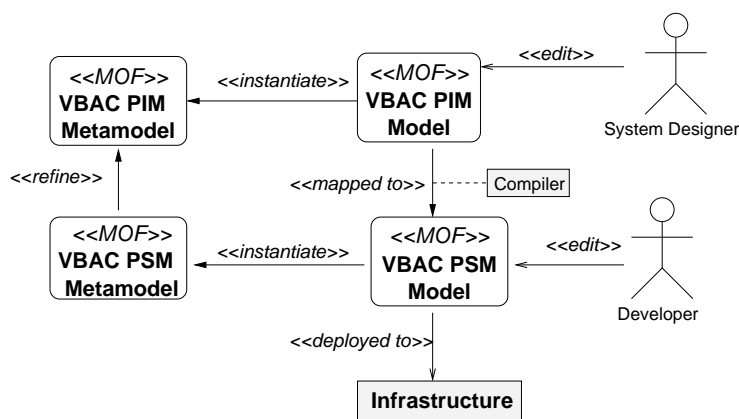 <<edit>>
<<MOF>>
VBAC PIM
Metamodel
<<instantiate>>
<<MOF>>
VBAC PIM
Model
System Designer
<<refine>>
<<mapped to>>
Compiler
<<MOF>>
VBAC PSM
Metamodel
<<instantiate>>
<<MOF>>
VBAC PSM
Model
<<edit>>
Developer
<<deployed to>>
Infrastructure